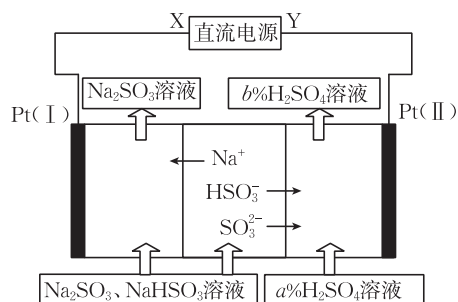 X 直流电源 Y
Na₂SO₃溶液 b%H₂SO₄溶液
Pt(Ⅰ) Pt(Ⅱ)
Na⁺
HSO₃⁻
SO₃²⁻
Na₂SO₃、NaHSO₃溶液 a%H₂SO₄溶液